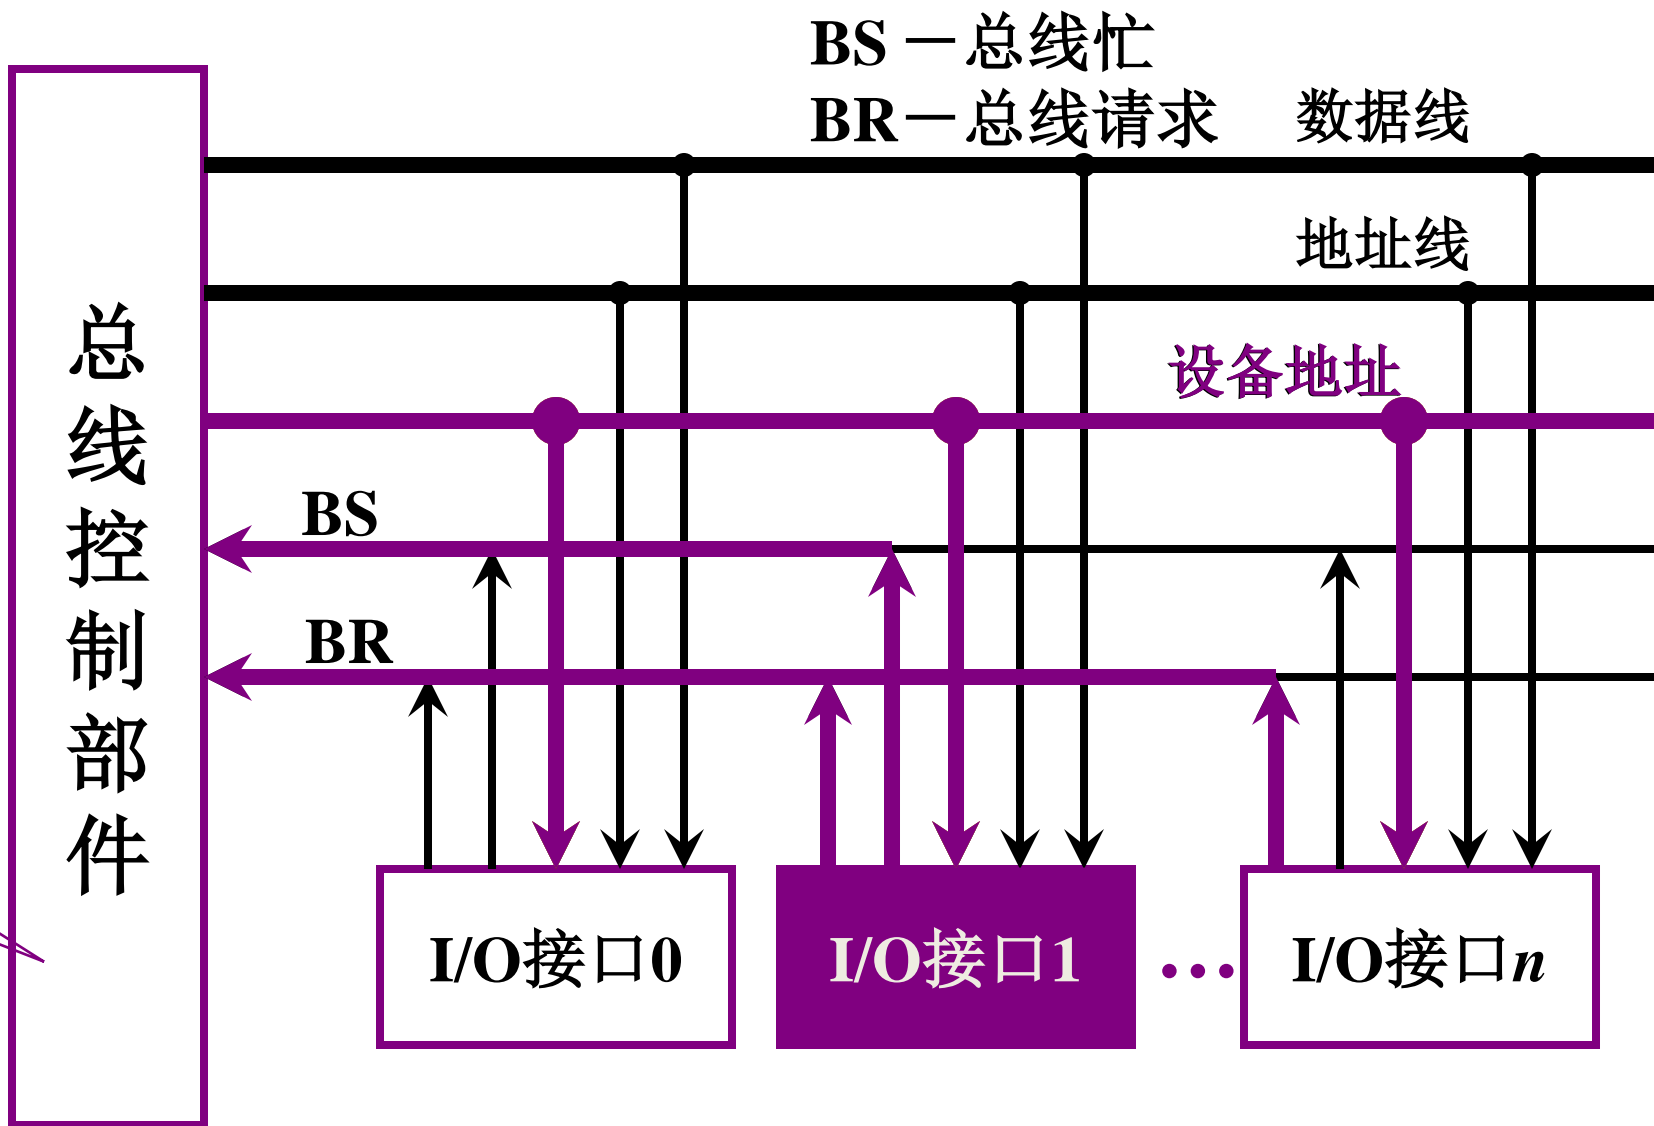 BS－总线忙
BR－总线请求
数据线
地址线
设备地址
总线控制部件
BS
BR
I/O接口0
I/O接口1
…
I/O接口n